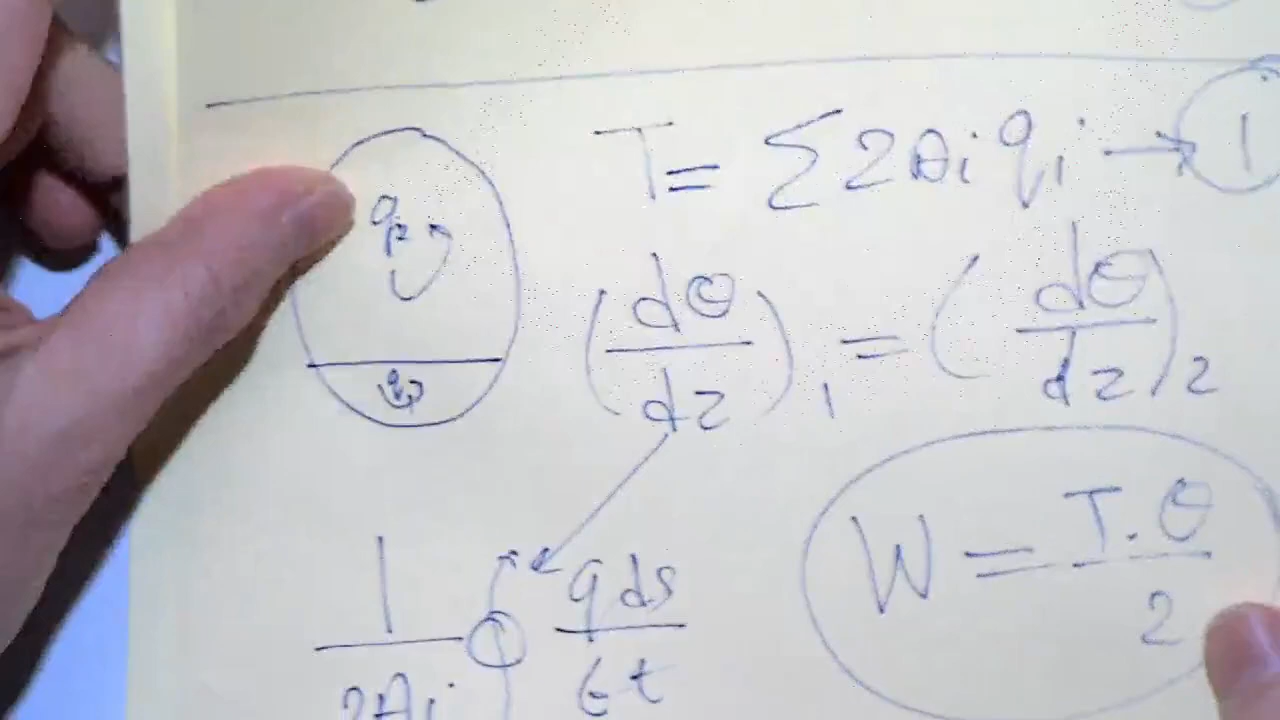 T = Σ 2Aᵢ qᵢ → 1
q₂
(dθ/dz)₁ = (dθ/dz)₂
q₁
W = T.θ/2
1/2Aᵢ ∮ q ds/Gt